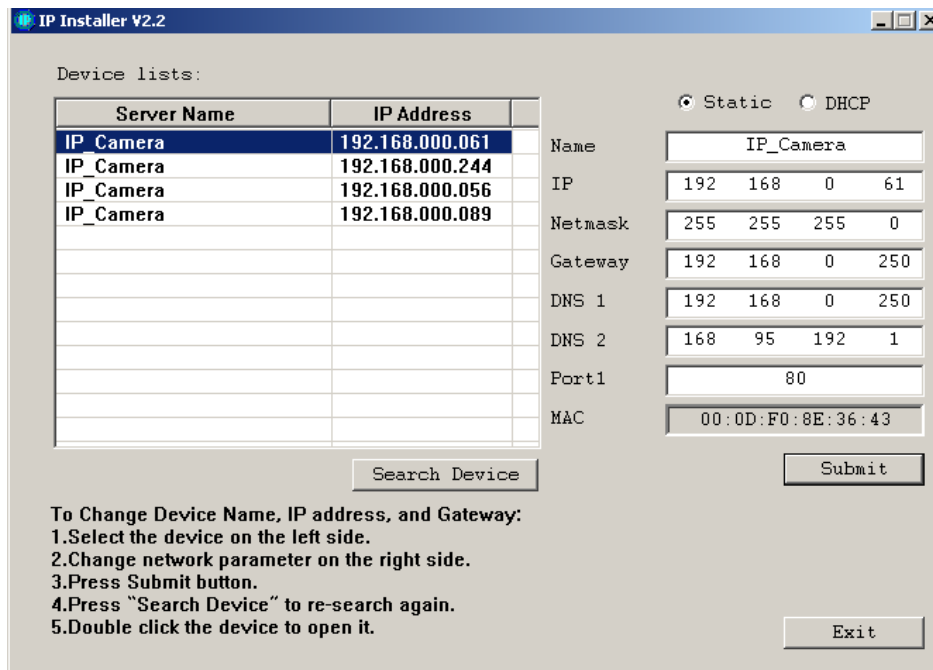 IP Installer V2.2
Device lists:
Server Name IP Address
IP_Camera 192.168.000.061
IP_Camera 192.168.000.244
IP_Camera 192.168.000.056
IP_Camera 192.168.000.089
Search Device
To Change Device Name, IP address, and Gateway:
1.Select the device on the left side.
2.Change network parameter on the right side.
3.Press Submit button.
4.Press ˝Search Device˝ to re-search again.
5.Double click the device to open it.
Static DHCP
Name IP_Camera
IP 192 168 0 61
Netmask 255 255 255 0
Gateway 192 168 0 250
DNS 1 192 168 0 250
DNS 2 168 95 192 1
Port1 80
MAC 00:0D:F0:8E:36:43
Submit
Exit